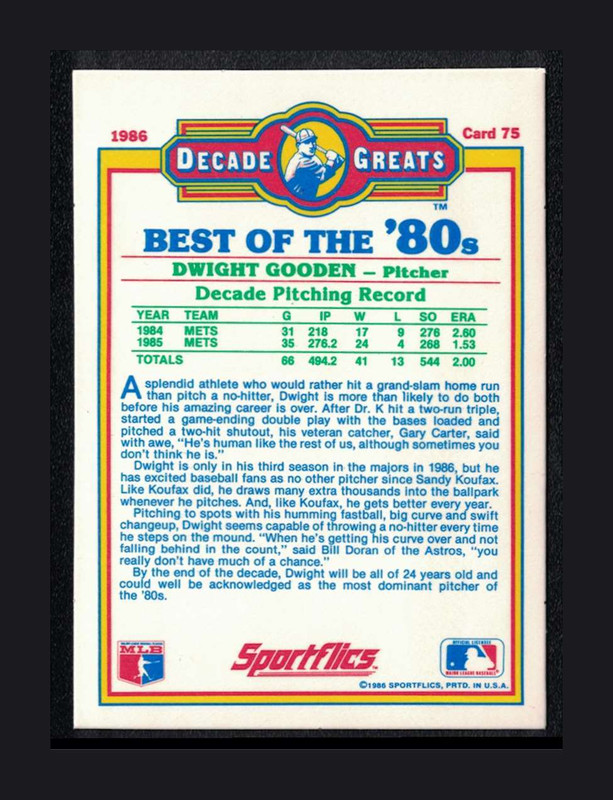 1986
Card 75
DECADE GREATS
TM
BEST OF THE '80s
DWIGHT GOODEN – Pitcher
Decade Pitching Record
YEAR TEAM G IP W L SO ERA
1984 METS 31 218 17 9 276 2.60
1985 METS 35 276.2 24 4 268 1.53
TOTALS 66 494.2 41 13 544 2.00
A splendid athlete who would rather hit a grand-slam home run
than pitch a no-hitter, Dwight is more than likely to do both
before his amazing career is over. After Dr. K hit a two-run triple,
started a game-ending double play with the bases loaded and
pitched a two-hit shutout, his veteran catcher, Gary Carter, said
with awe, "He's human like the rest of us, although sometimes you
don't think he is."
Dwight is only in his third season in the majors in 1986, but he
has excited baseball fans as no other pitcher since Sandy Koufax.
Like Koufax did, he draws many extra thousands into the ballpark
whenever he pitches. And, like Koufax, he gets better every year.
Pitching to spots with his humming fastball, big curve and swift
changeup, Dwight seems capable of throwing a no-hitter every time
he steps on the mound. "When he's getting his curve over and not
falling behind in the count," said Bill Doran of the Astros, "you
really don't have much of a chance."
By the end of the decade, Dwight will be all of 24 years old and
could well be acknowledged as the most dominant pitcher of
the '80s.
MLB
Sportflics
OFFICIAL LICENSEE
MAJOR LEAGUE BASEBALL
©1986 SPORTFLICS, PRTD. IN U.S.A.